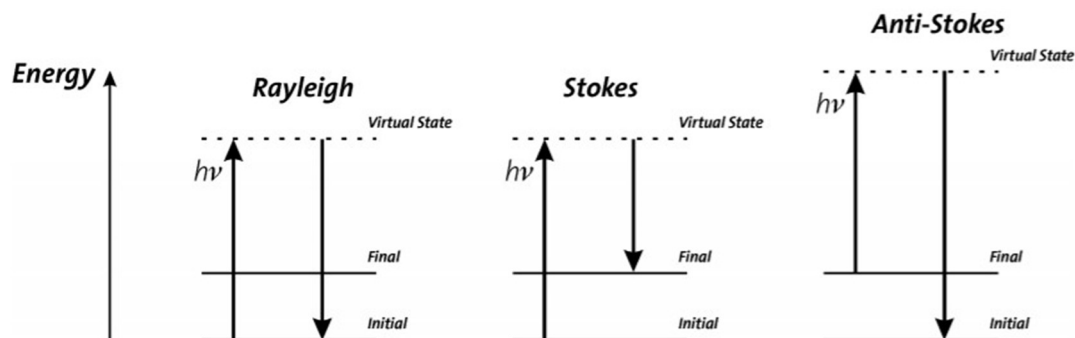 Energy
Rayleigh
Virtual State
hν
Final
Initial
Stokes
Virtual State
hν
Final
Initial
Anti-Stokes
Virtual State
hν
Final
Initial